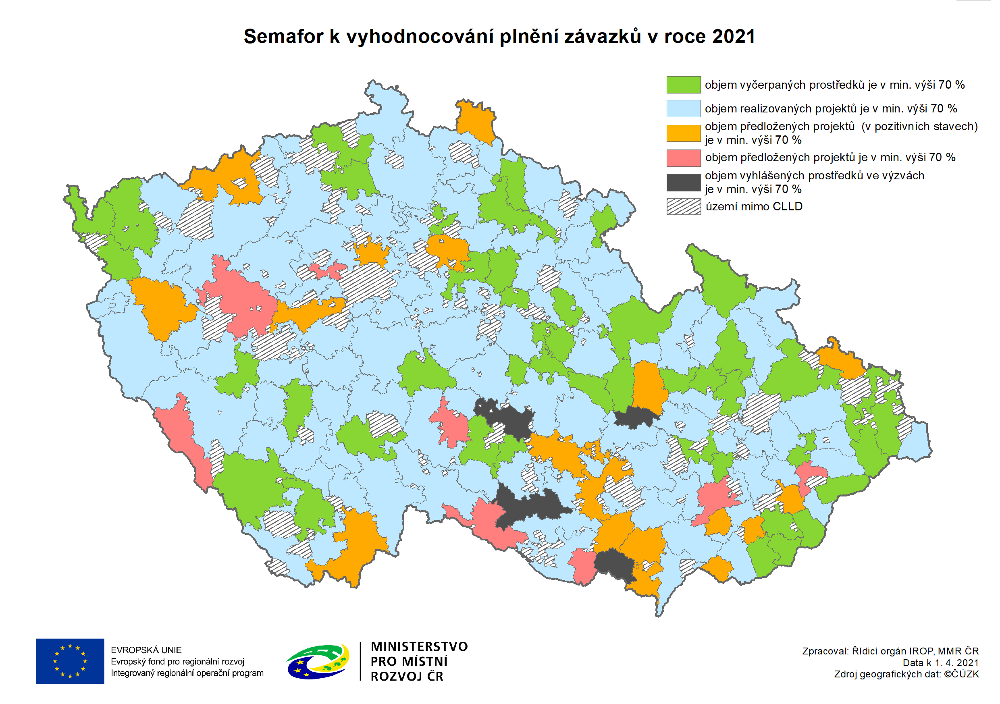 Semafor k vyhodnocování plnění závazků v roce 2021
objem vyčerpaných prostředků je v min. výši 70 %
objem realizovaných projektů je v min. výši 70 %
objem předložených projektů  (v pozitivních stavech)
je v min. výši 70 %
objem předložených projektů je v min. výši 70 %
objem vyhlášených prostředků ve výzvách
je v min. výši 70 %
území mimo CLLD
EVROPSKÁ UNIE
Evropský fond pro regionální rozvoj
Integrovaný regionální operační program
MINISTERSTVO
PRO MÍSTNÍ
ROZVOJ ČR
Zpracoval: Řídicí orgán IROP, MMR ČR
Data k 1. 4. 2021
Zdroj geografických dat: ©ČÚZK